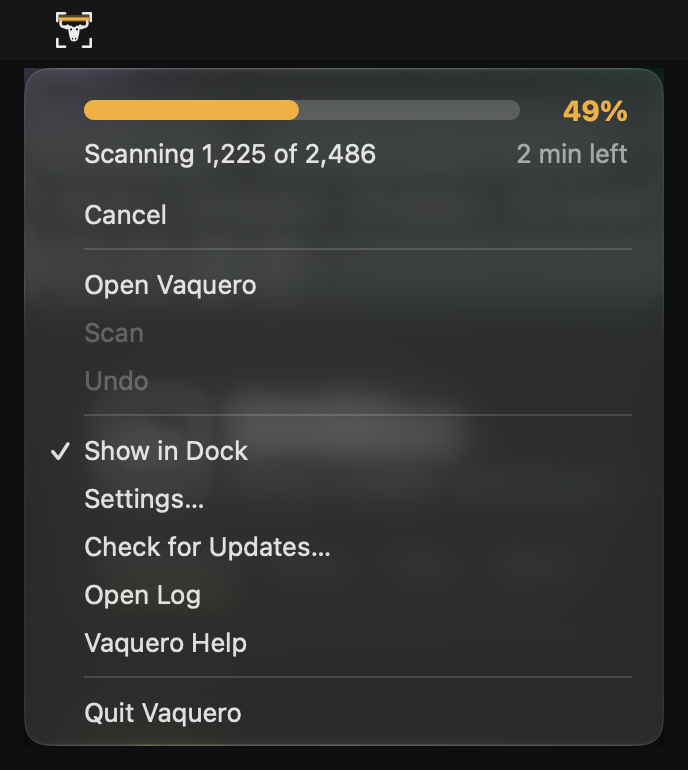 49%
Scanning 1,225 of 2,486 2 min left
Cancel
Open Vaquero
Scan
Undo
Show in Dock
Settings...
Check for Updates...
Open Log
Vaquero Help
Quit Vaquero